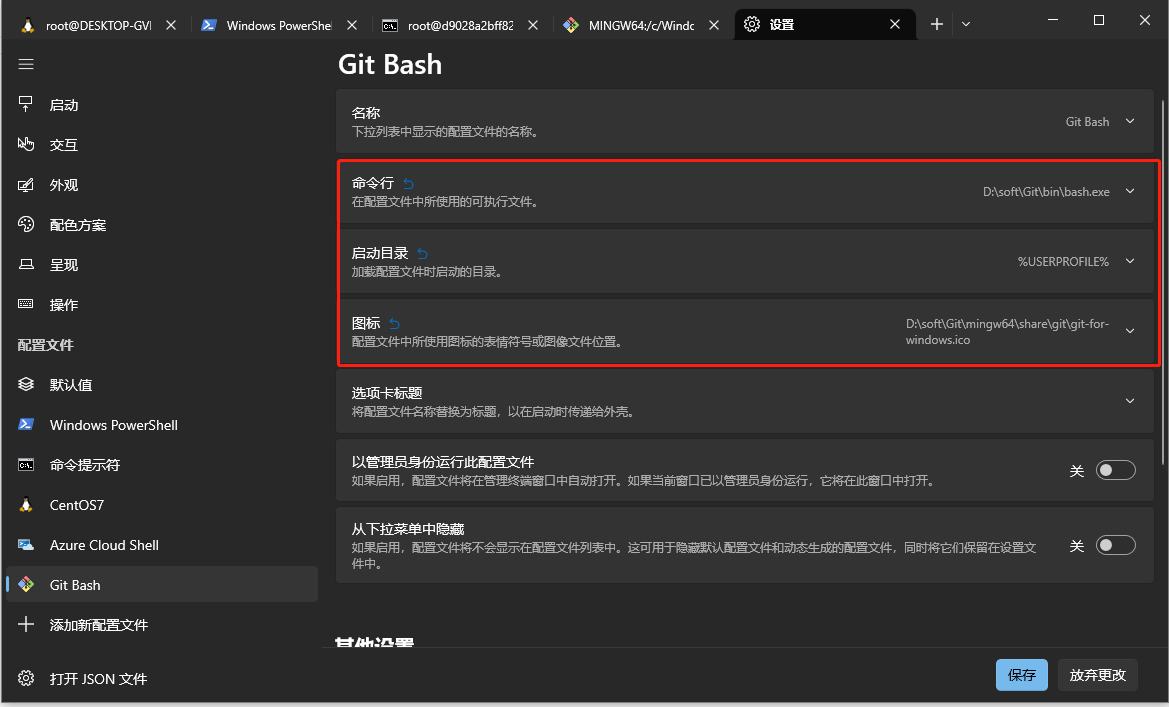 root@DESKTOP-GVI
Windows PowerShel
root@d9028a2bff82
MINGW64:/c/Windo
设置
Git Bash
启动
交互
外观
配色方案
呈现
操作
配置文件
默认值
Windows PowerShell
命令提示符
CentOS7
Azure Cloud Shell
Git Bash
添加新配置文件
打开 JSON 文件
名称
下拉列表中显示的配置文件的名称。
Git Bash
命令行
在配置文件中所使用的可执行文件。
D:\soft\Git\bin\bash.exe
启动目录
加载配置文件时启动的目录。
%USERPROFILE%
图标
配置文件中所使用图标的表情符号或图像文件位置。
D:\soft\Git\mingw64\share\git\git-for-
windows.ico
选项卡标题
将配置文件名称替换为标题，以在启动时传递给外壳。
以管理员身份运行此配置文件
如果启用，配置文件将在管理终端窗口中自动打开。如果当前窗口已以管理员身份运行，它将在此窗口中打开。
关
从下拉菜单中隐藏
如果启用，配置文件将不会显示在配置文件列表中。这可用于隐藏默认配置文件和动态生成的配置文件，同时将它们保留在设置文
件中。
关
其他设置
保存
放弃更改